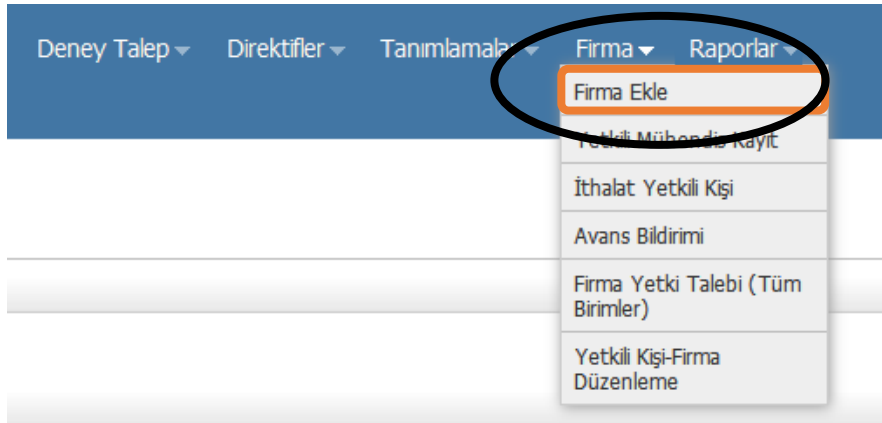 Deney Talep Direktifler Tanımlamalar Firma Raporlar
Firma Ekle
Yetkili Mühendis Kayıt
İthalat Yetkili Kişi
Avans Bildirimi
Firma Yetki Talebi (Tüm
Birimler)
Yetkili Kişi-Firma
Düzenleme